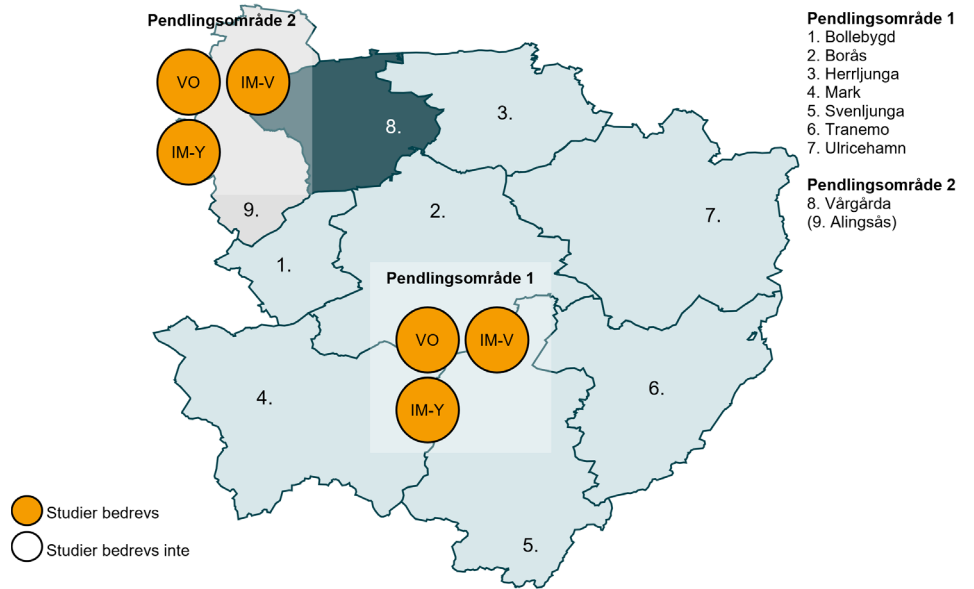 Pendlingsområde 2
VO
IM-V
IM-Y
8.
3.
9.
2.
7.
1.
Pendlingsområde 1
VO
IM-V
IM-Y
4.
6.
5.
Pendlingsområde 1
1. Bollebygd
2. Borås
3. Herrljunga
4. Mark
5. Svenljunga
6. Tranemo
7. Ulricehamn
Pendlingsområde 2
8. Vårgårda
(9. Alingsås)
Studier bedrevs
Studier bedrevs inte